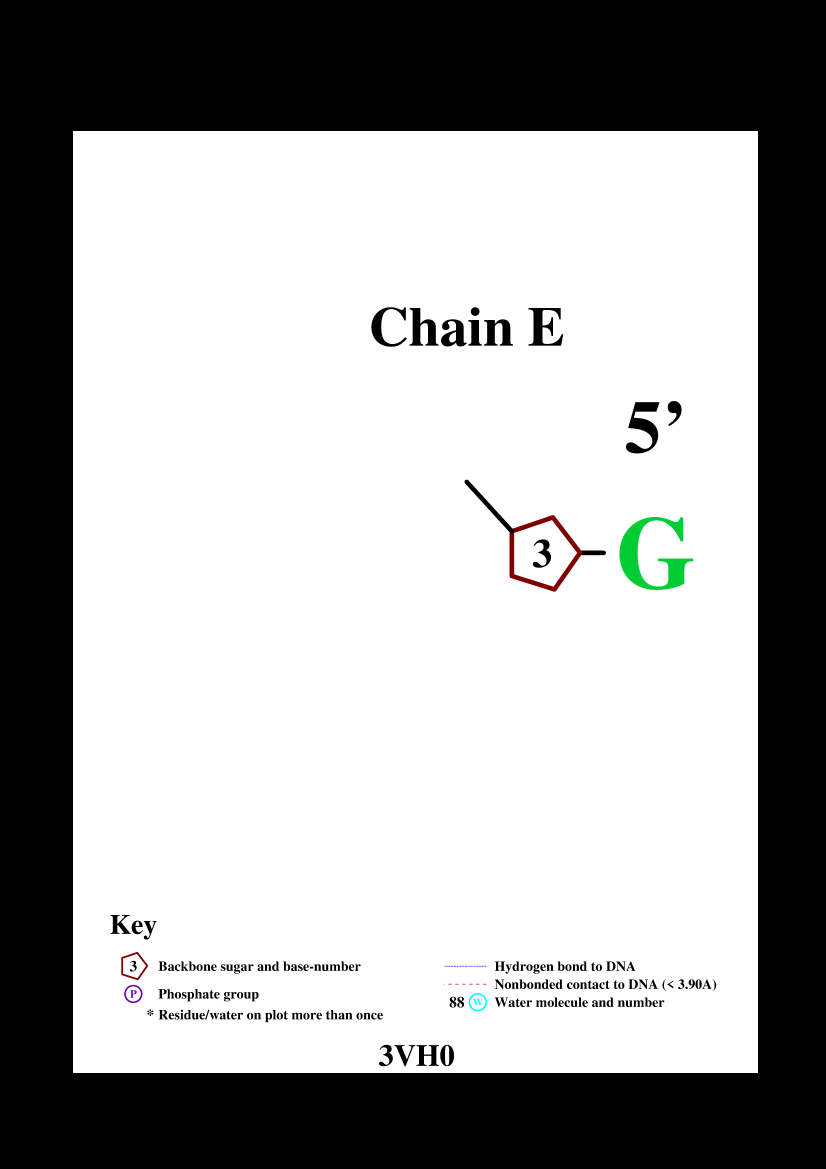 Chain E
5’
3
G
Key
3 Backbone sugar and base-number
P Phosphate group
* Residue/water on plot more than once
Hydrogen bond to DNA
Nonbonded contact to DNA (< 3.90A)
88 W Water molecule and number
3VH0